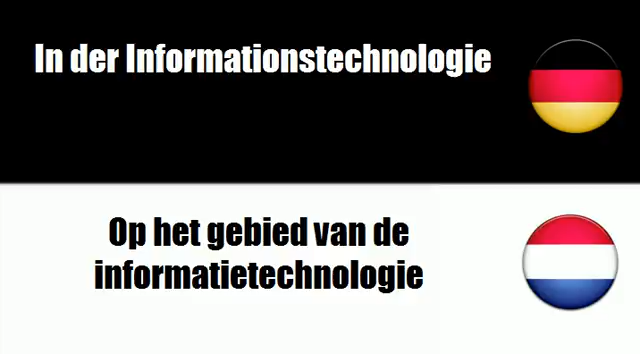 In der Informationstechnologie
Op het gebied van de
informatietechnologie